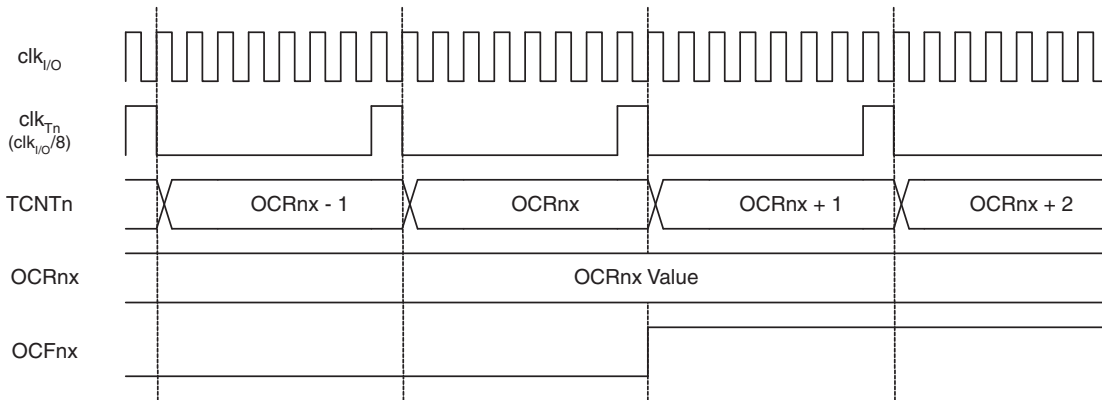 clkI/O
clkTn
(clkI/O/8)
TCNTn OCRnx - 1 OCRnx OCRnx + 1 OCRnx + 2
OCRnx OCRnx Value
OCFnx